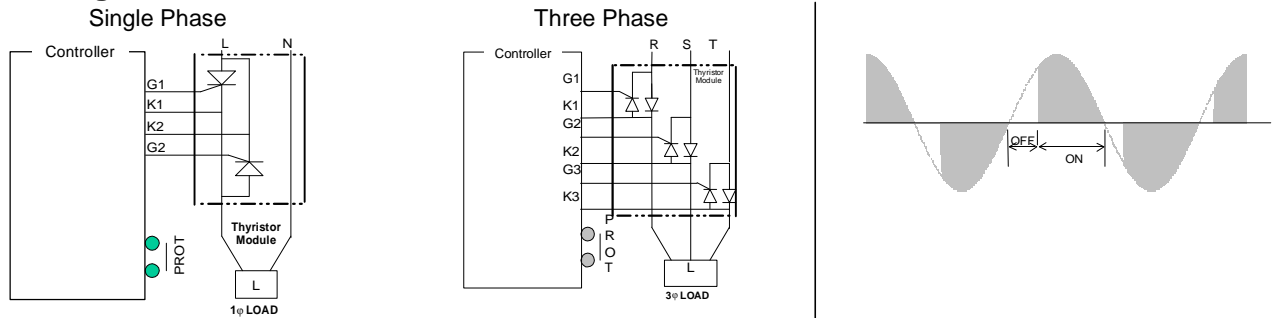 Single Phase
Controller
L
N
G1
K1
K2
G2
Thyristor
Module
PROT
L
1φ LOAD
Three Phase
Controller
R
S
T
Thyristor
Module
G1
K1
G2
K2
G3
K3
PROT
L
3φ LOAD
OFF
ON